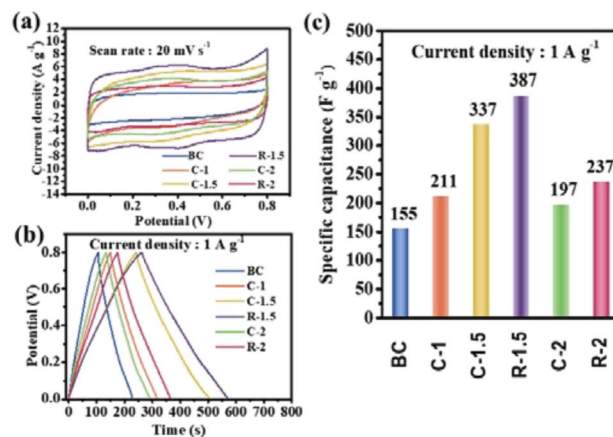 (a)
Scan rate : 20 mV s⁻¹
Current density (A g⁻¹)
14
12
10
8
6
4
2
0
-2
-4
-6
-8
-10
-12
-14
BC
R-1.5
C-1
C-2
C-1.5
R-2
0.0
0.2
0.4
0.6
0.8
Potential (V)
(b)
Current density : 1 A g⁻¹
Potential (V)
0.8
0.6
0.4
0.2
0.0
BC
C-1
C-1.5
R-1.5
C-2
R-2
0 100 200 300 400 500 600 700 800
Time (s)
(c)
Current density : 1 A g⁻¹
Specific capacitance (F g⁻¹)
500
450
400
350
300
250
200
150
100
50
0
155
211
337
387
197
237
BC
C-1
C-1.5
R-1.5
C-2
R-2